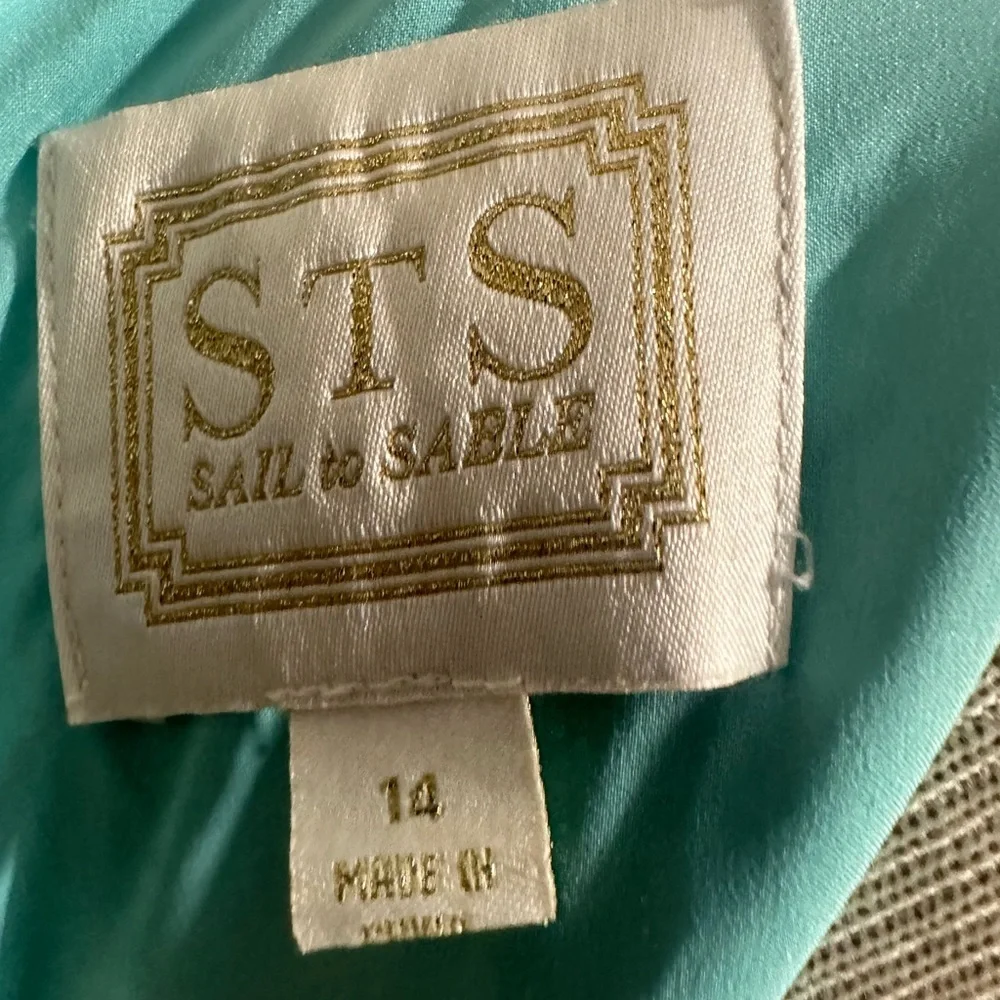 STS
SAIL to SABLE
14
MADE IN